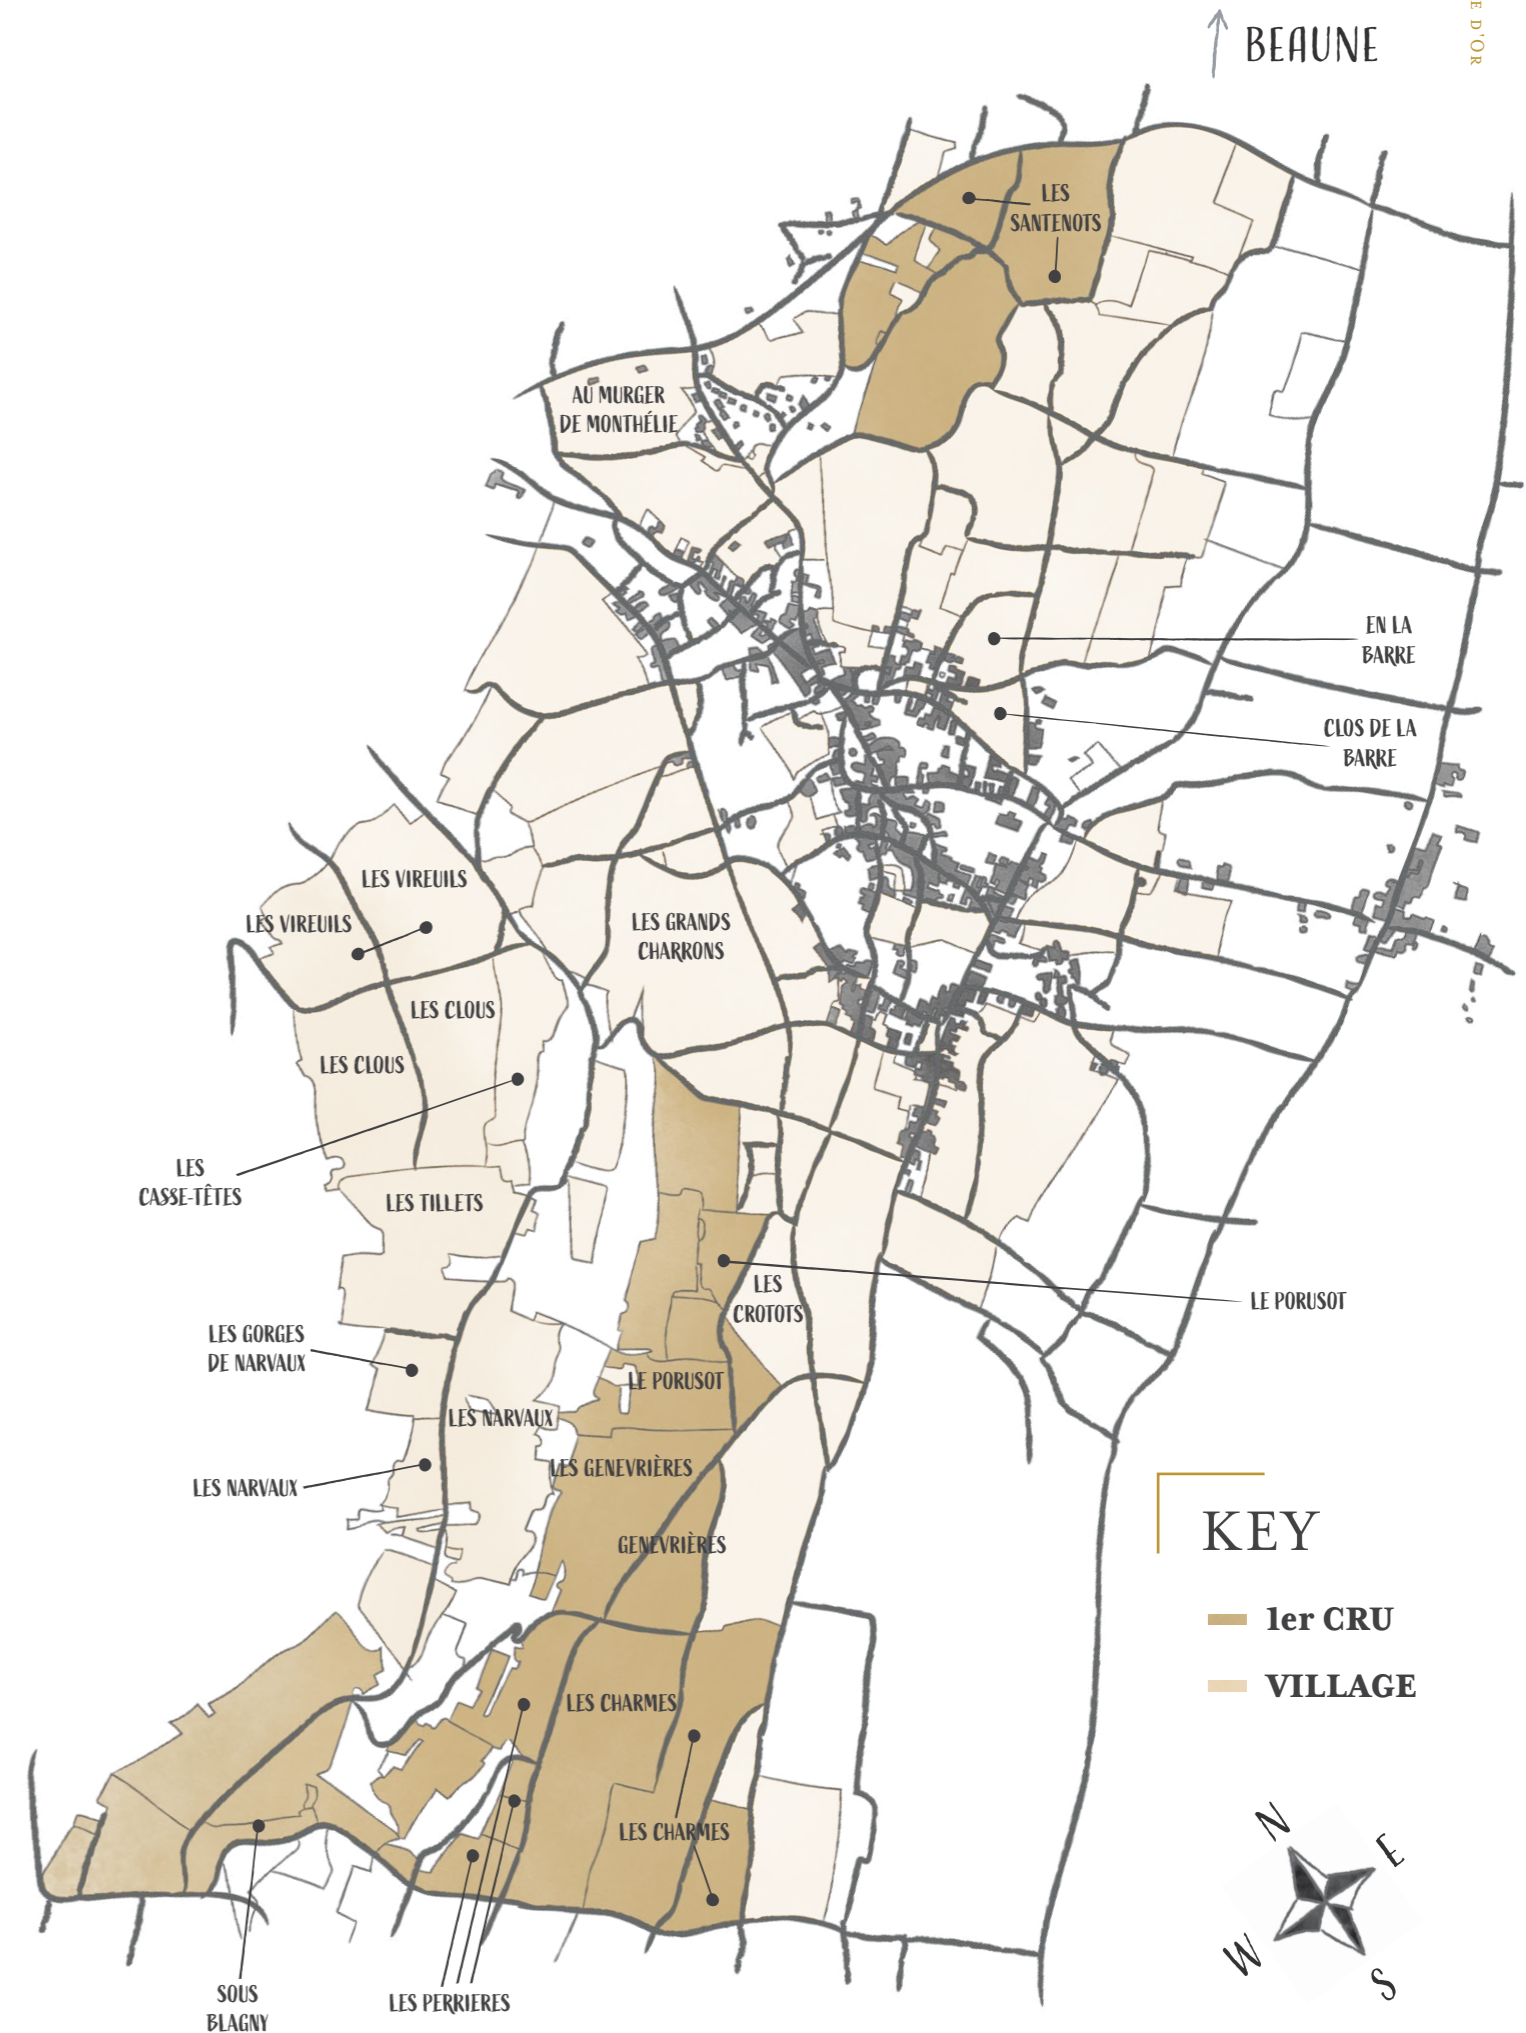 E D'OR
BEAUNE
LES
SANTENOTS
AU MURGER
DE MONTHÉLIE
EN LA
BARRE
CLOS DE LA
BARRE
LES VIREUILS
LES VIREUILS
LES GRANDS
CHARRONS
LES CLOUS
LES CLOUS
LES
CASSE-TÊTES
LES TILLETS
LES
CROTOTS
LE PORUSOT
LES GORGES
DE NARVAUX
LE PORUSOT
LES NARVAUX
LES GENEVRIÈRES
LES NARVAUX
GENEVRIÈRES
KEY
1er CRU
VILLAGE
LES CHARMES
LES CHARMES
SOUS
BLAGNY
LES PERRIERES
N
E
W
S